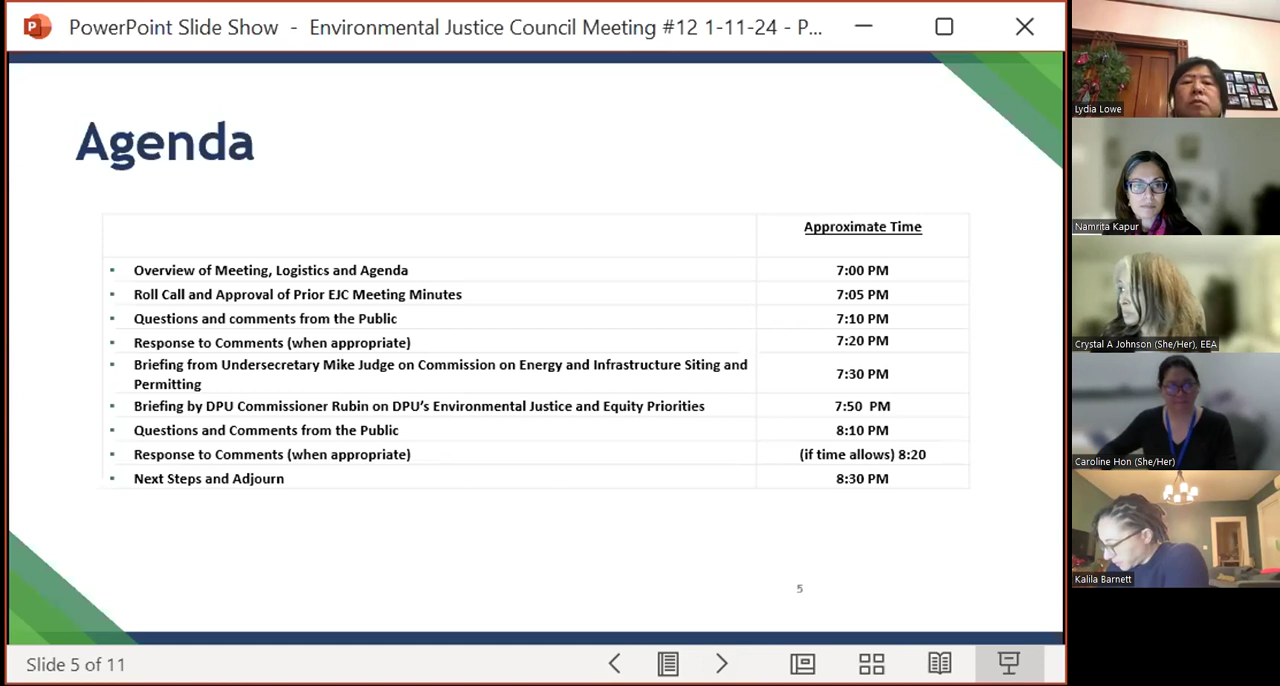 PowerPoint Slide Show - Environmental Justice Council Meeting #12 1-11-24 - P...
Agenda
Approximate Time
Overview of Meeting, Logistics and Agenda 7:00 PM
Roll Call and Approval of Prior EJC Meeting Minutes 7:05 PM
Questions and comments from the Public 7:10 PM
Response to Comments (when appropriate) 7:20 PM
Briefing from Undersecretary Mike Judge on Commission on Energy and Infrastructure Siting and
Permitting 7:30 PM
Briefing by DPU Commissioner Rubin on DPU's Environmental Justice and Equity Priorities 7:50 PM
Questions and Comments from the Public 8:10 PM
Response to Comments (when appropriate) (if time allows) 8:20
Next Steps and Adjourn 8:30 PM
5
Slide 5 of 11
Lydia Lowe
Namrita Kapur
Crystal A Johnson (She/Her), EEA
Caroline Hon (She/Her)
Kalila Barnett